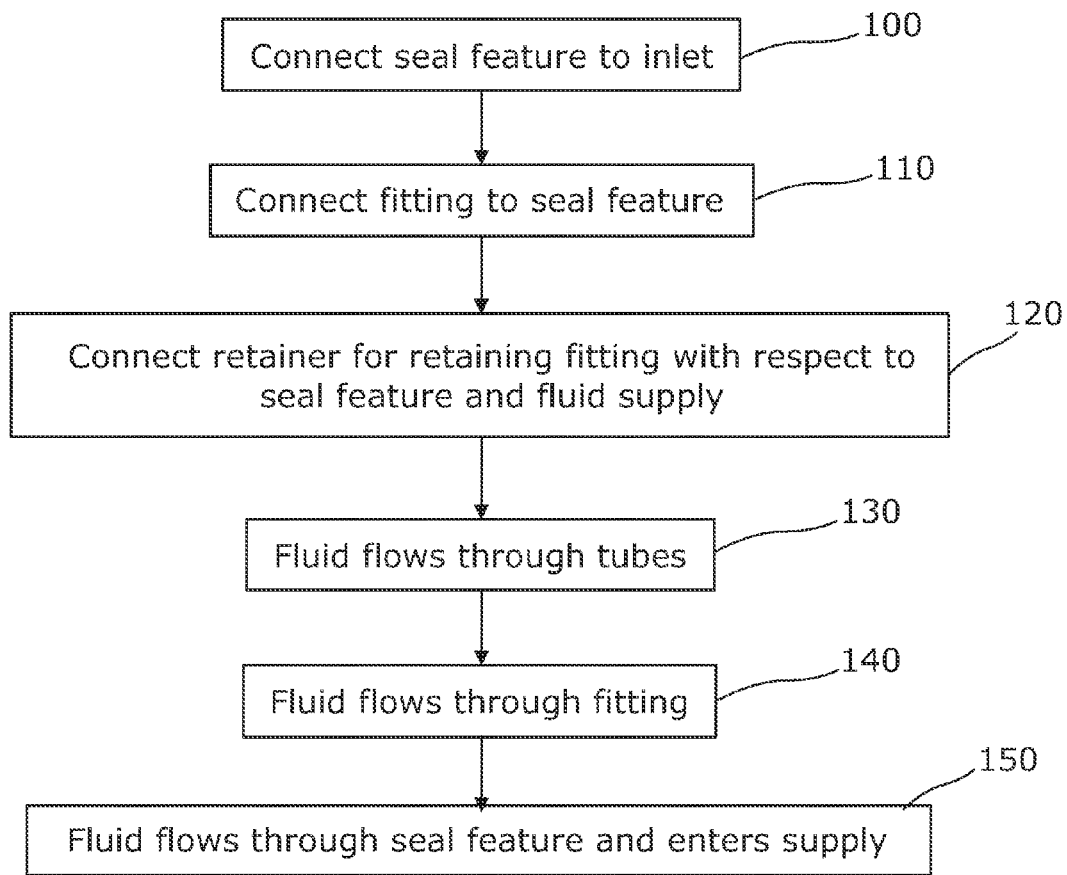 100
Connect seal feature to inlet
110
Connect fitting to seal feature
120
Connect retainer for retaining fitting with respect to
seal feature and fluid supply
130
Fluid flows through tubes
140
Fluid flows through fitting
150
Fluid flows through seal feature and enters supply